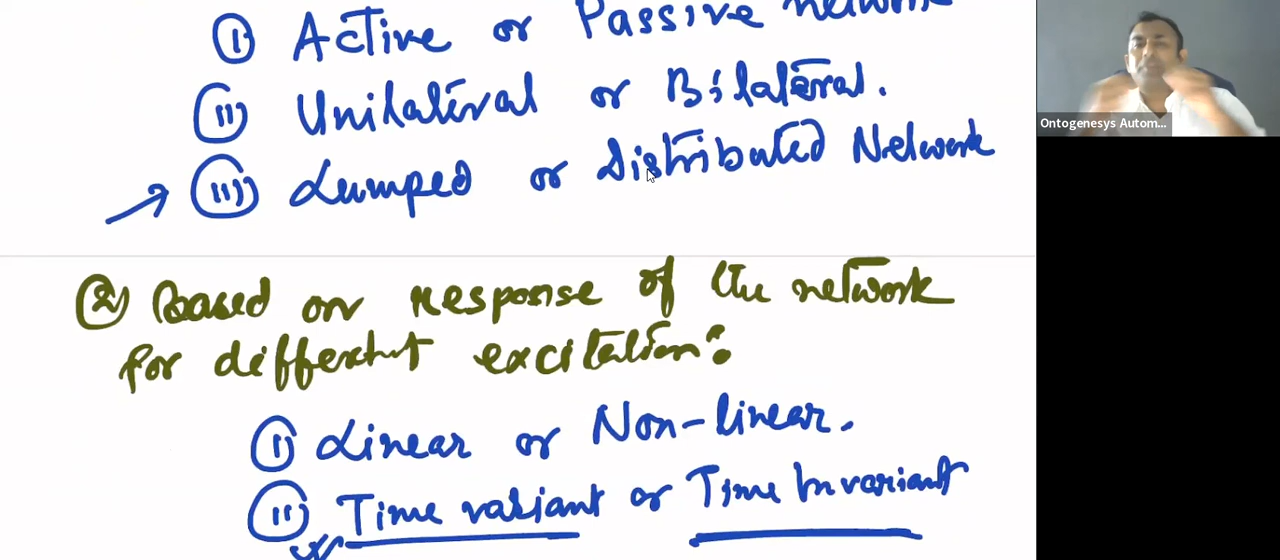 (i) Active or Passive network
(ii) Unilateral or Bilateral.
(iii) Lumped or Distributed Network
Ontogenesys Autom...
(2) Based on response of the network
for different excitation:
(i) Linear or Non-linear.
(ii) Time variant or Time Invariant